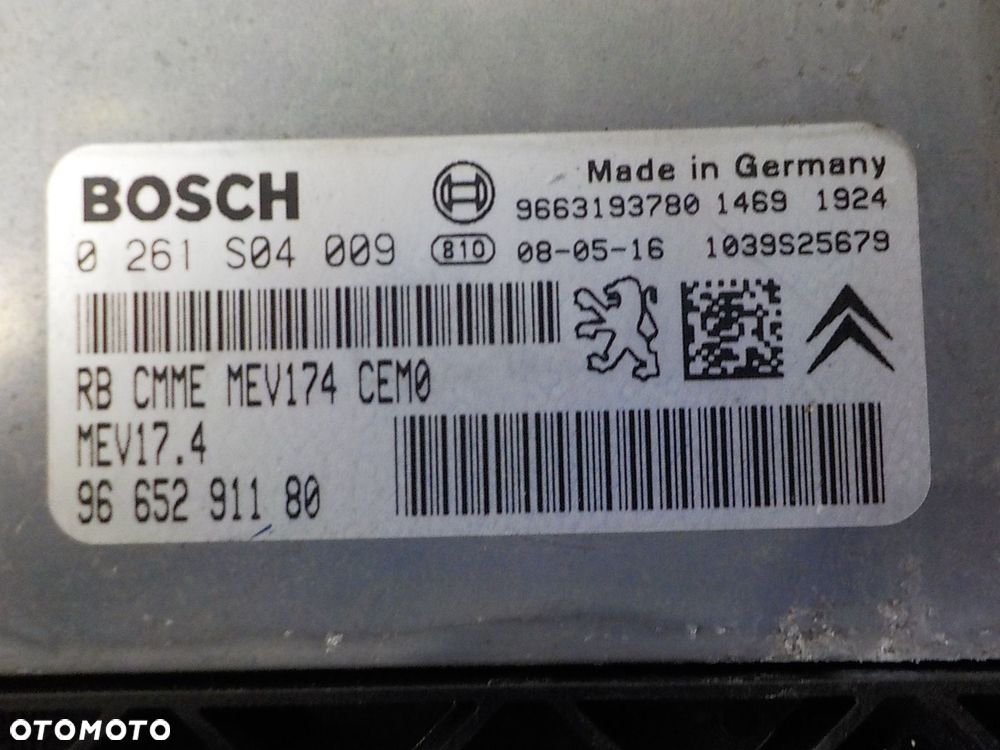 BOSCH
Made in Germany
9663193780 1469 1924
0 261 S04 009
810
08-05-16 1039S25679
RB CMME MEV174 CEM0
MEV17.4
96 652 911 80
OTOMOTO